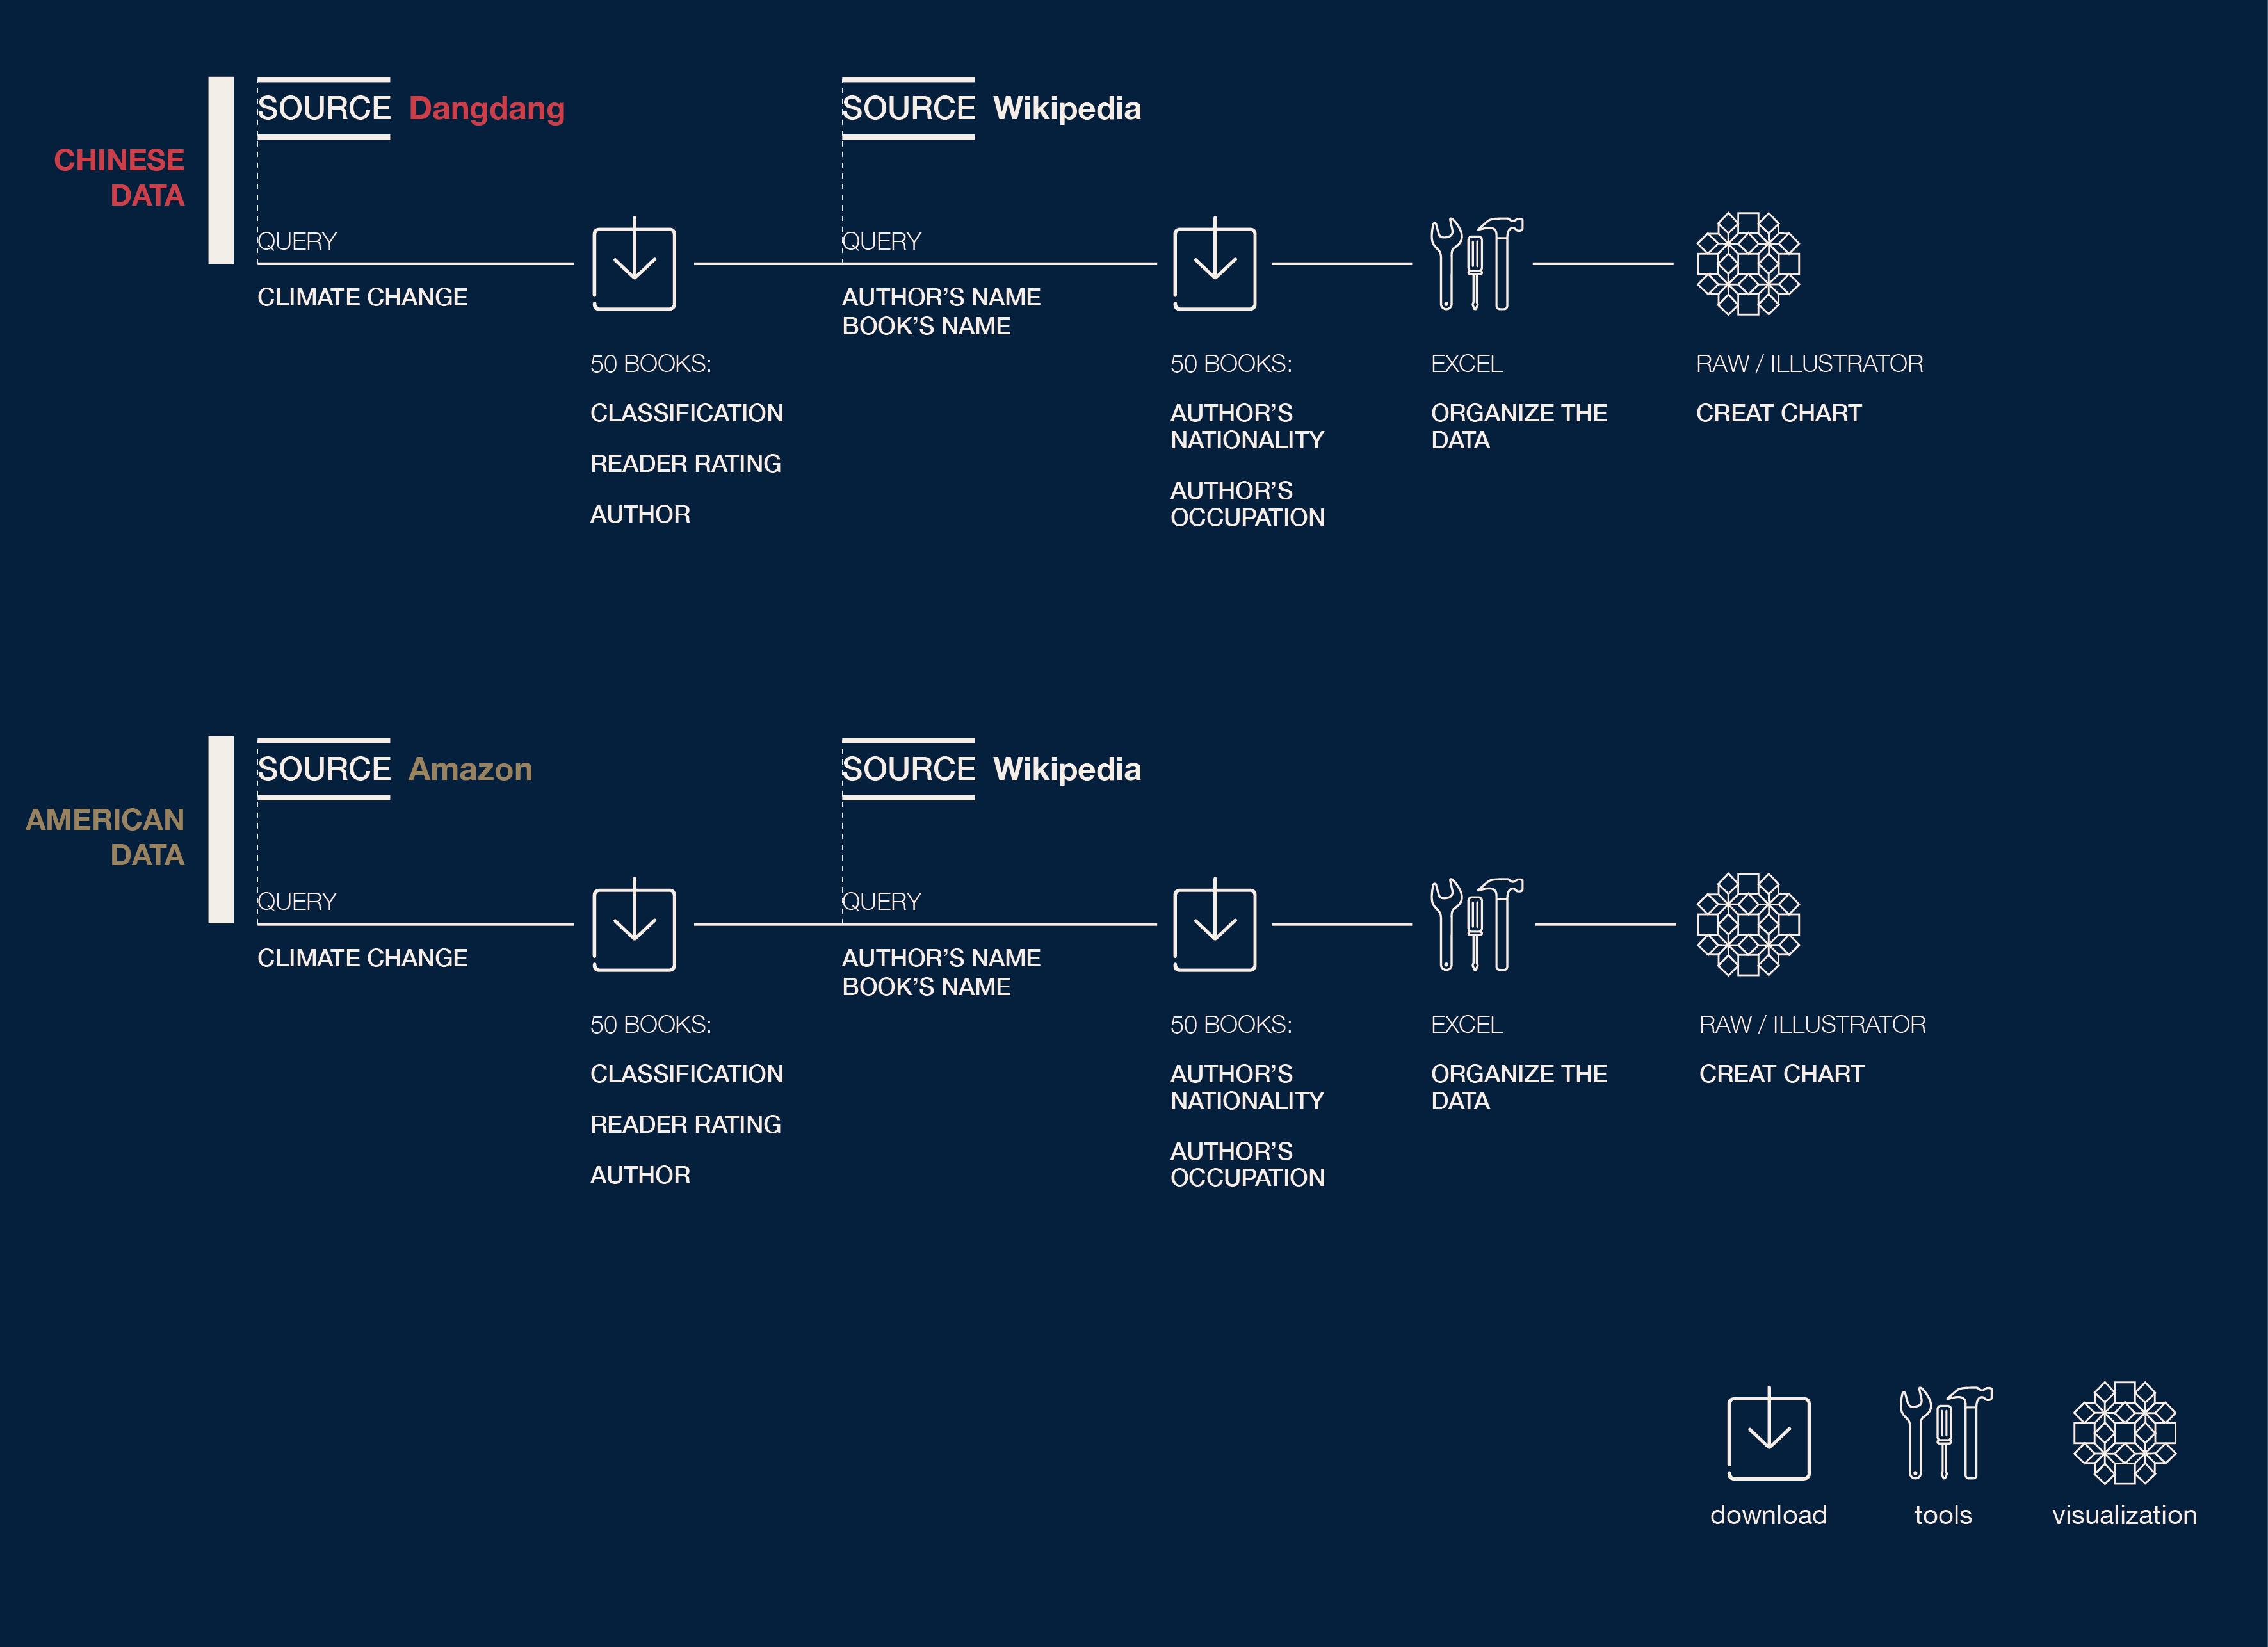 CHINESE
DATA
SOURCE Dangdang
SOURCE Wikipedia
QUERY
CLIMATE CHANGE
50 BOOKS:
CLASSIFICATION
READER RATING
AUTHOR
QUERY
AUTHOR’S NAME
BOOK’S NAME
50 BOOKS:
AUTHOR’S
NATIONALITY
AUTHOR’S
OCCUPATION
EXCEL
ORGANIZE THE
DATA
RAW / ILLUSTRATOR
CREAT CHART
AMERICAN
DATA
SOURCE Amazon
SOURCE Wikipedia
QUERY
CLIMATE CHANGE
50 BOOKS:
CLASSIFICATION
READER RATING
AUTHOR
QUERY
AUTHOR’S NAME
BOOK’S NAME
50 BOOKS:
AUTHOR’S
NATIONALITY
AUTHOR’S
OCCUPATION
EXCEL
ORGANIZE THE
DATA
RAW / ILLUSTRATOR
CREAT CHART
download
tools
visualization